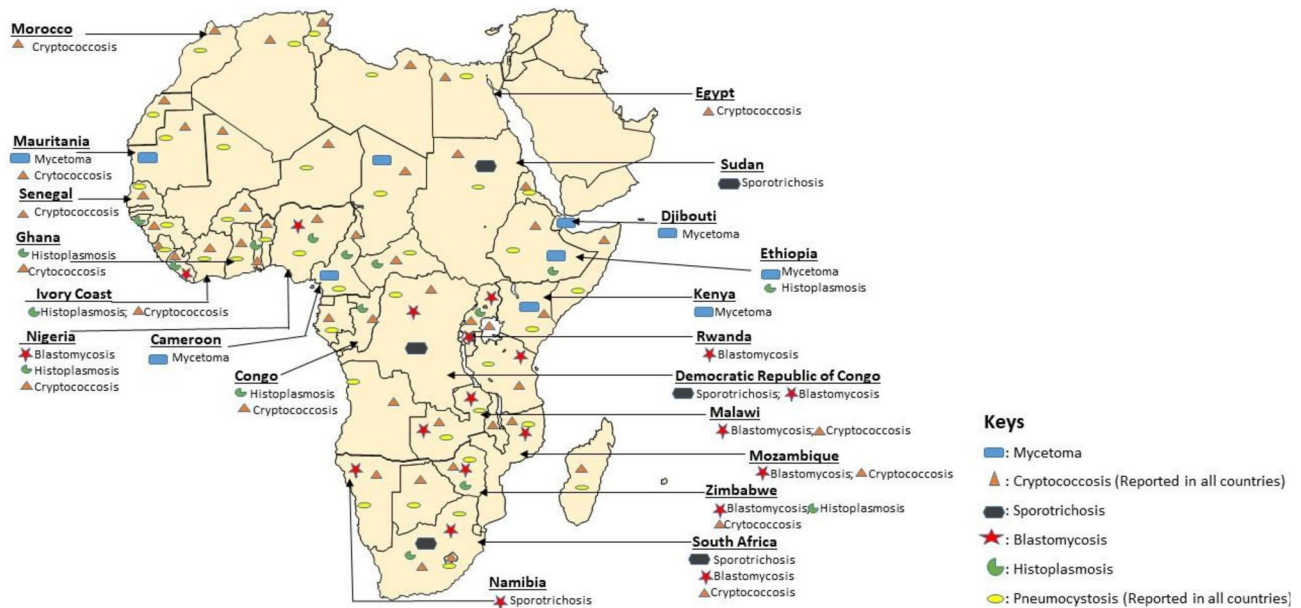 Morocco
Cryptococcosis
Mauritania
Mycetoma
Crytococcosis
Senegal
Cryptococcosis
Ghana
Histoplasmosis
Crytococcosis
Ivory Coast
Histoplasmosis; Crytococcosis
Nigeria
Blastomycosis
Histoplasmosis
Cryptococcosis
Cameroon
Mycetoma
Congo
Histoplasmosis
Cryptococcosis
Egypt
Cryptococcosis
Sudan
Sporotrichosis
Djibouti
Mycetoma
Ethiopia
Mycetoma
Histoplasmosis
Kenya
Mycetoma
Rwanda
Blastomycosis
Democratic Republic of Congo
Sporotrichosis; Blastomycosis
Malawi
Blastomycosis; Cryptococcosis
Mozambique
Blastomycosis; Cryptococcosis
Zimbabwe
Blastomycosis; Histoplasmosis
Crytococcosis
South Africa
Sporotrichosis
Blastomycosis
Cryptococcosis
Namibia
Sporotrichosis
Keys
: Mycetoma
: Cryptococcosis (Reported in all countries)
: Sporotrichosis
: Blastomycosis
: Histoplasmosis
: Pneumocystosis (Reported in all countries)